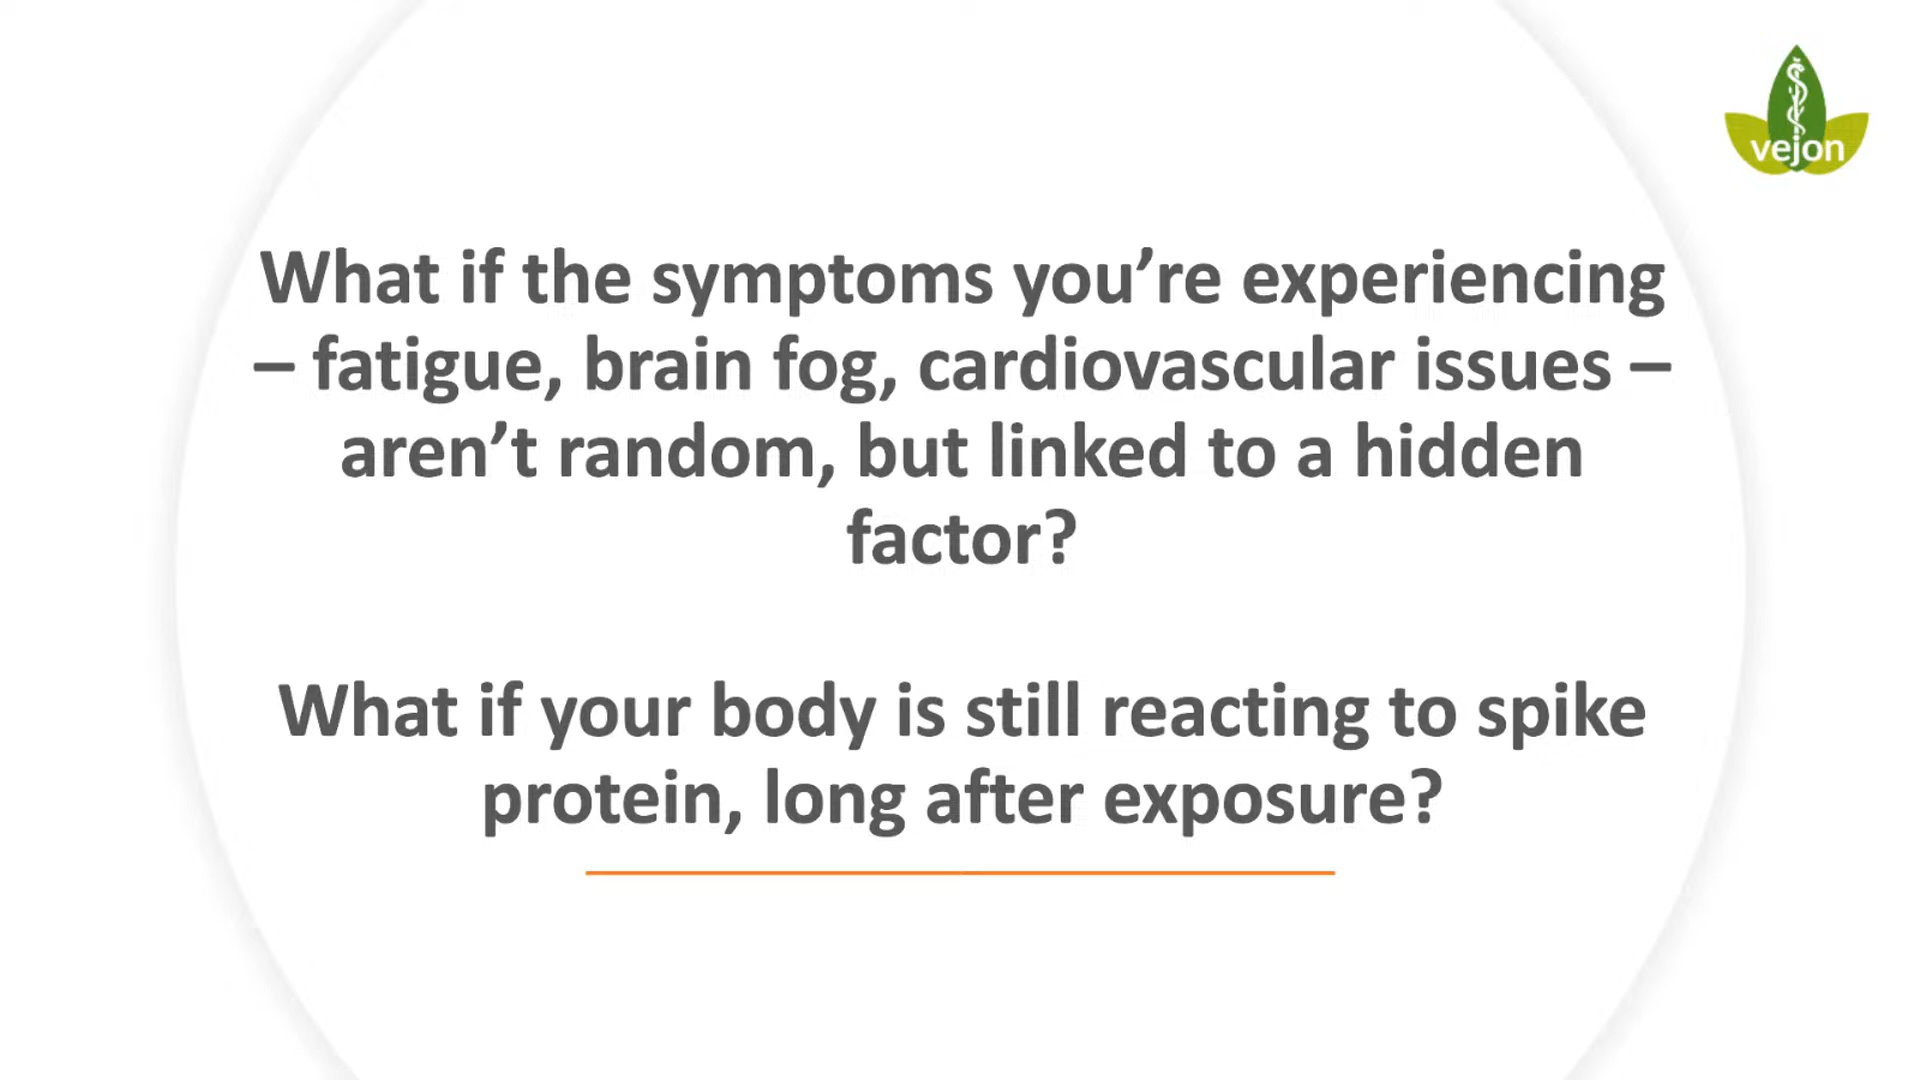 vejon
What if the symptoms you’re experiencing
– fatigue, brain fog, cardiovascular issues –
aren’t random, but linked to a hidden
factor?
What if your body is still reacting to spike
protein, long after exposure?